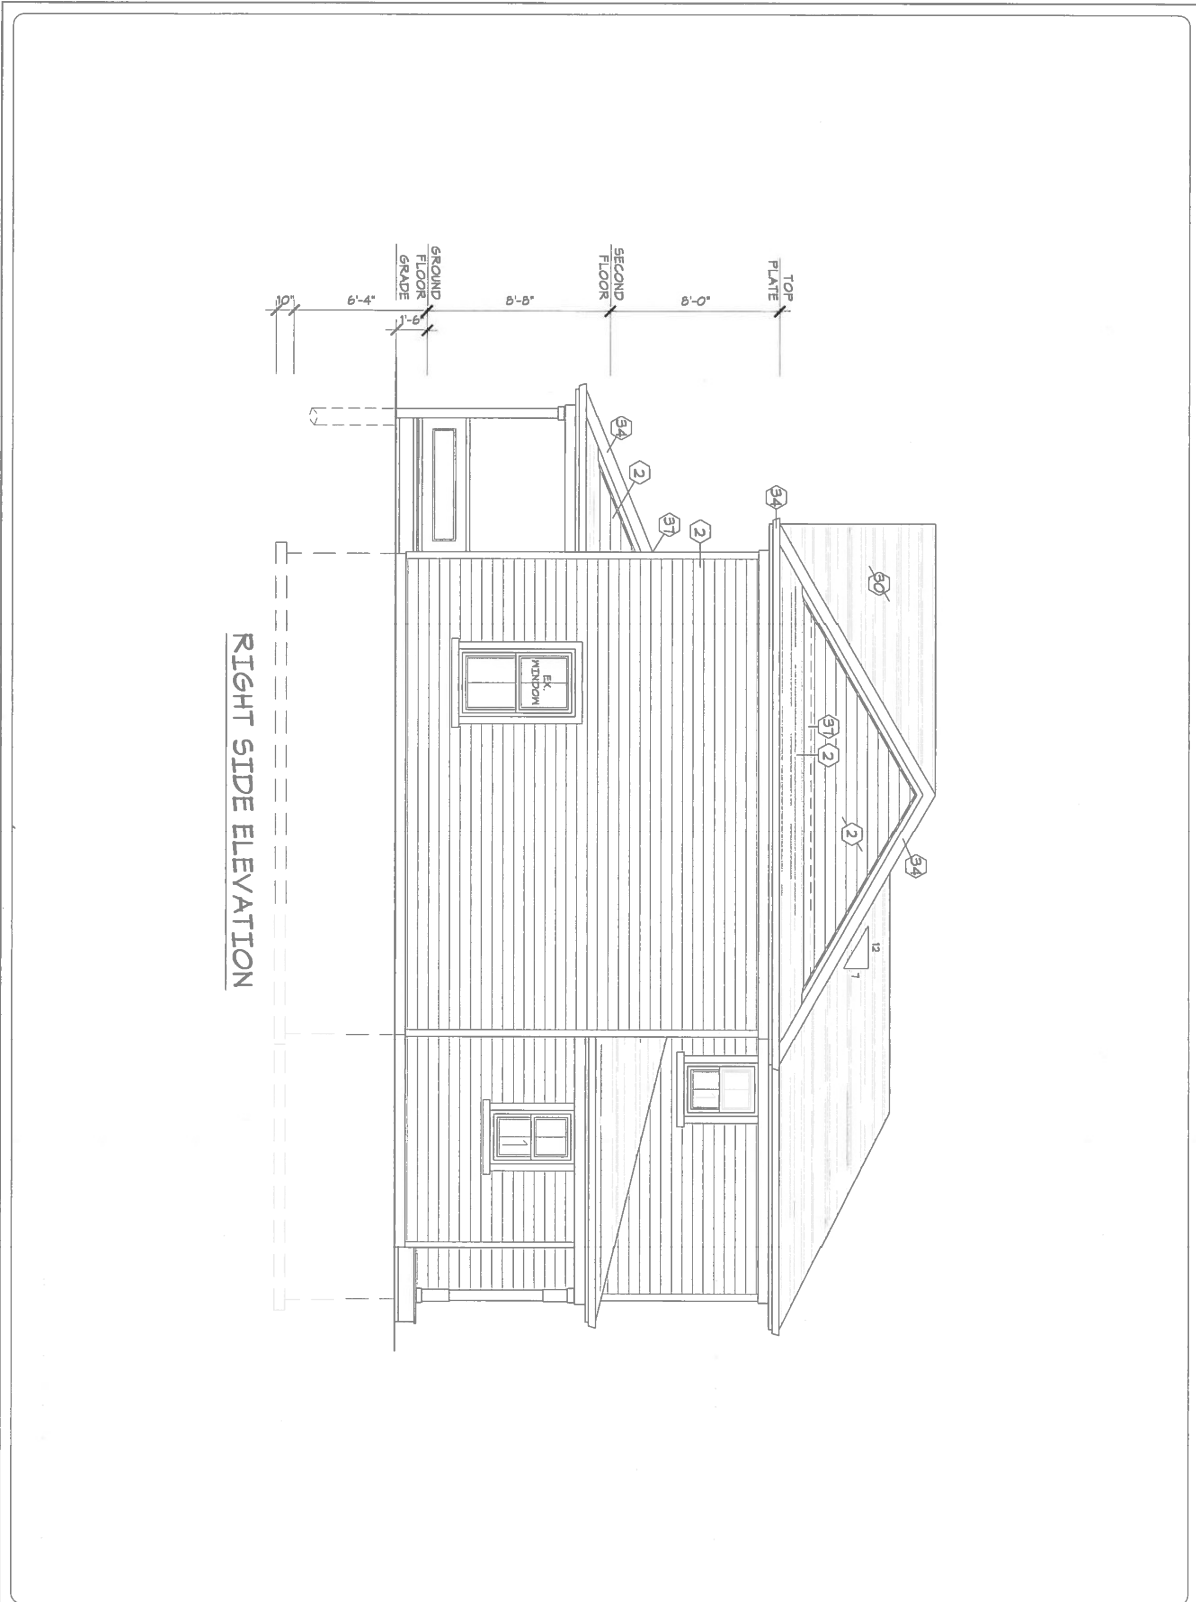 TOP
PLATE
8'-0"
SECOND
FLOOR
8'-8"
GROUND
FLOOR
GRADE
1'-6"
6'-4"
10"
34
2
37
2
34
30
37
2
2
34
12
7
EX.
WINDOW
RIGHT SIDE ELEVATION